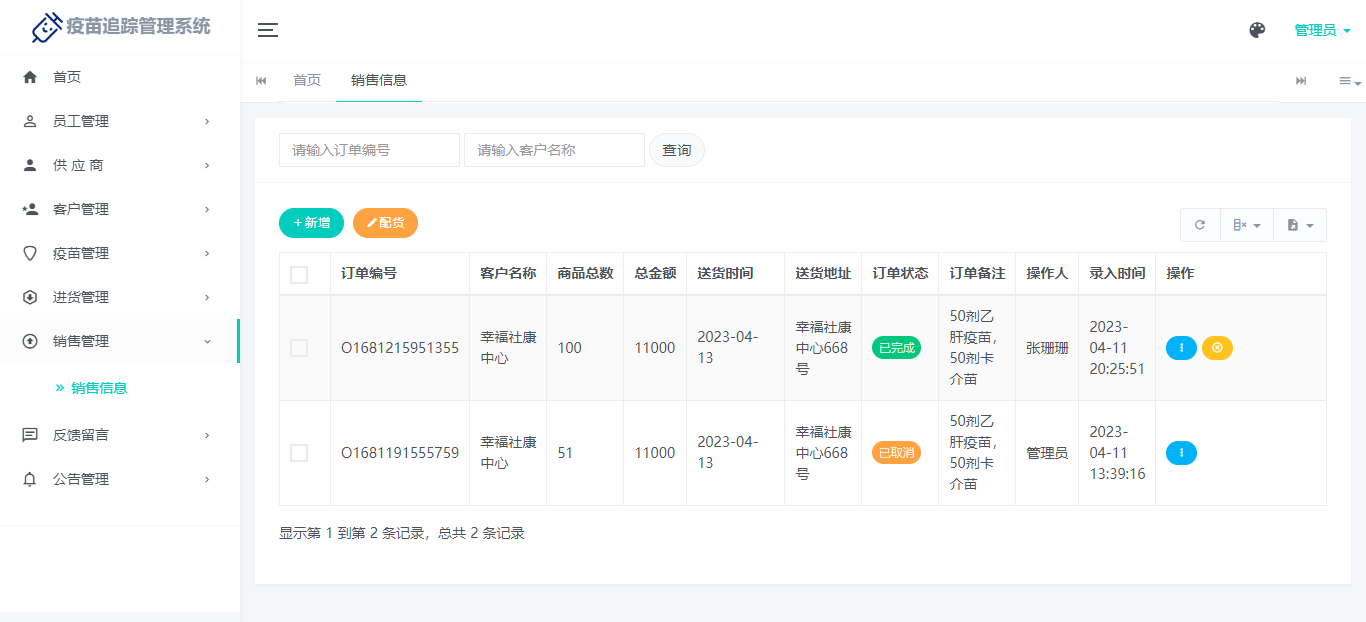 疫苗追踪管理系统
管理员
首页
员工管理
供 应 商
客户管理
疫苗管理
进货管理
销售管理
销售信息
反馈留言
公告管理
首页 销售信息
请输入订单编号 请输入客户名称 查询
+新增 配货
订单编号 客户名称 商品总数 总金额 送货时间 送货地址 订单状态 订单备注 操作人 录入时间 操作
O1681215951355 幸福社康中心 100 11000 2023-04-13 幸福社康中心668号 已完成 50剂乙肝疫苗，50剂卡介苗 张珊珊 2023-04-11 20:25:51
O1681191555759 幸福社康中心 51 11000 2023-04-13 幸福社康中心668号 已取消 50剂乙肝疫苗，50剂卡介苗 管理员 2023-04-11 13:39:16
显示第 1 到第 2 条记录，总共 2 条记录